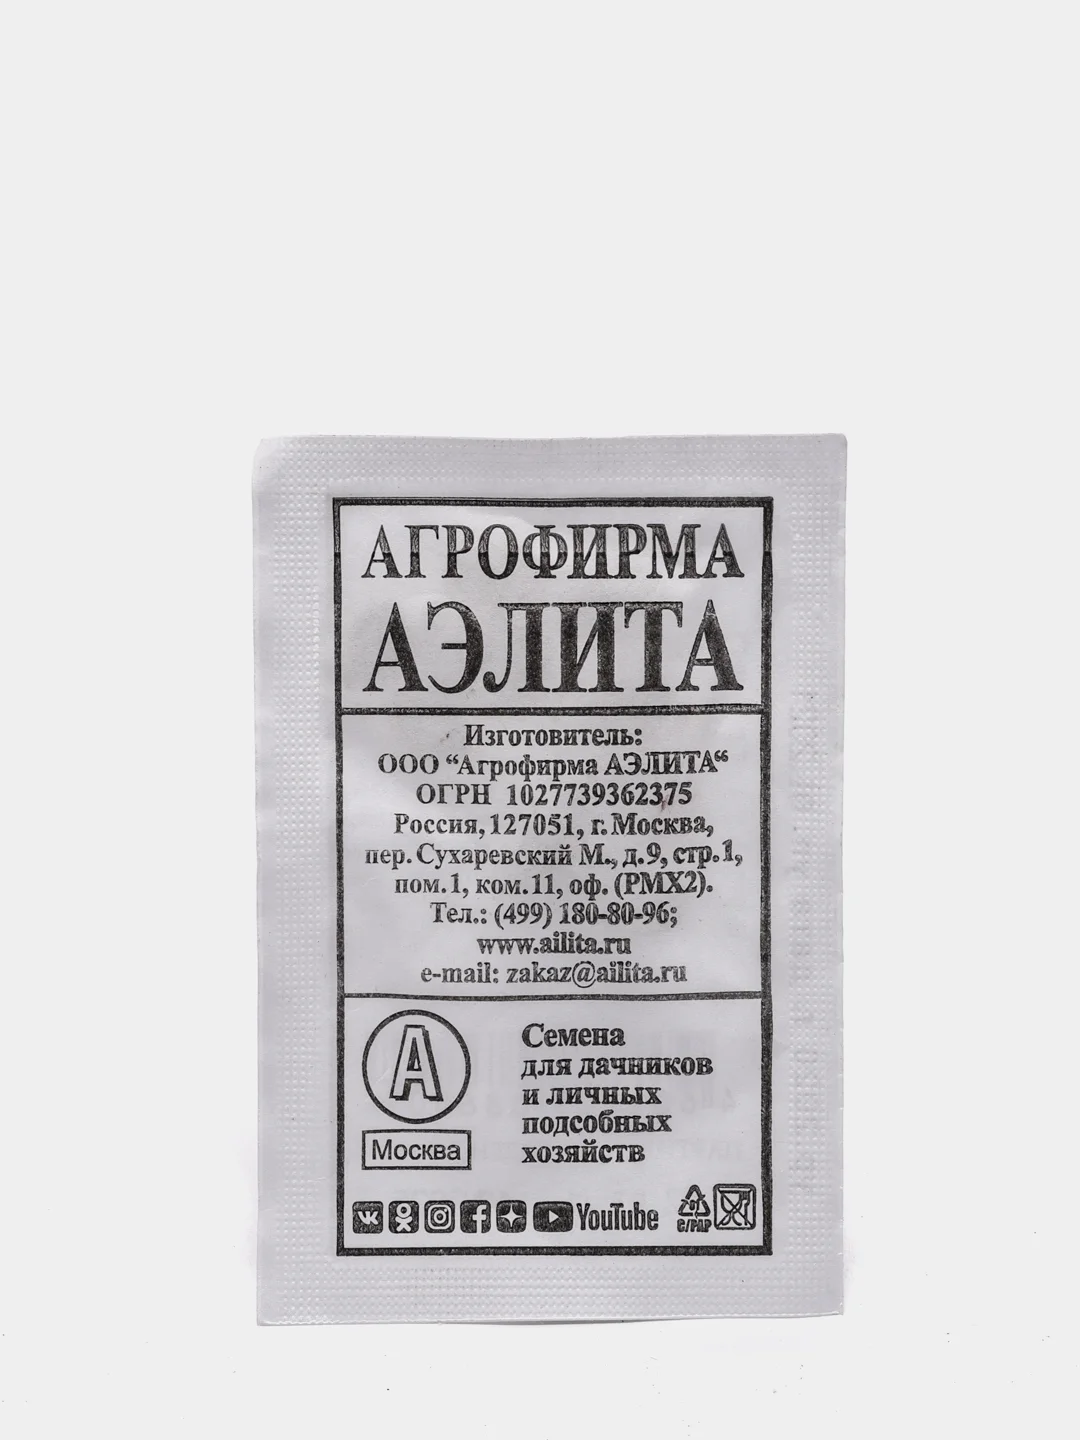 АГРОФИРМА
АЭЛИТА
Изготовитель:
ООО “Агрофирма АЭЛИТА“
ОГРН 1027739362375
Россия, 127051, г. Москва,
пер. Сухаревский М., д.9, стр.1,
пом.1, ком.11, оф. (РМХ2).
Тел.: (499) 180-80-96;
www.ailita.ru
e-mail: zakaz@ailita.ru
А
Москва
Семена
для дачников
и личных
подсобных
хозяйств
YouTube
C/PAP